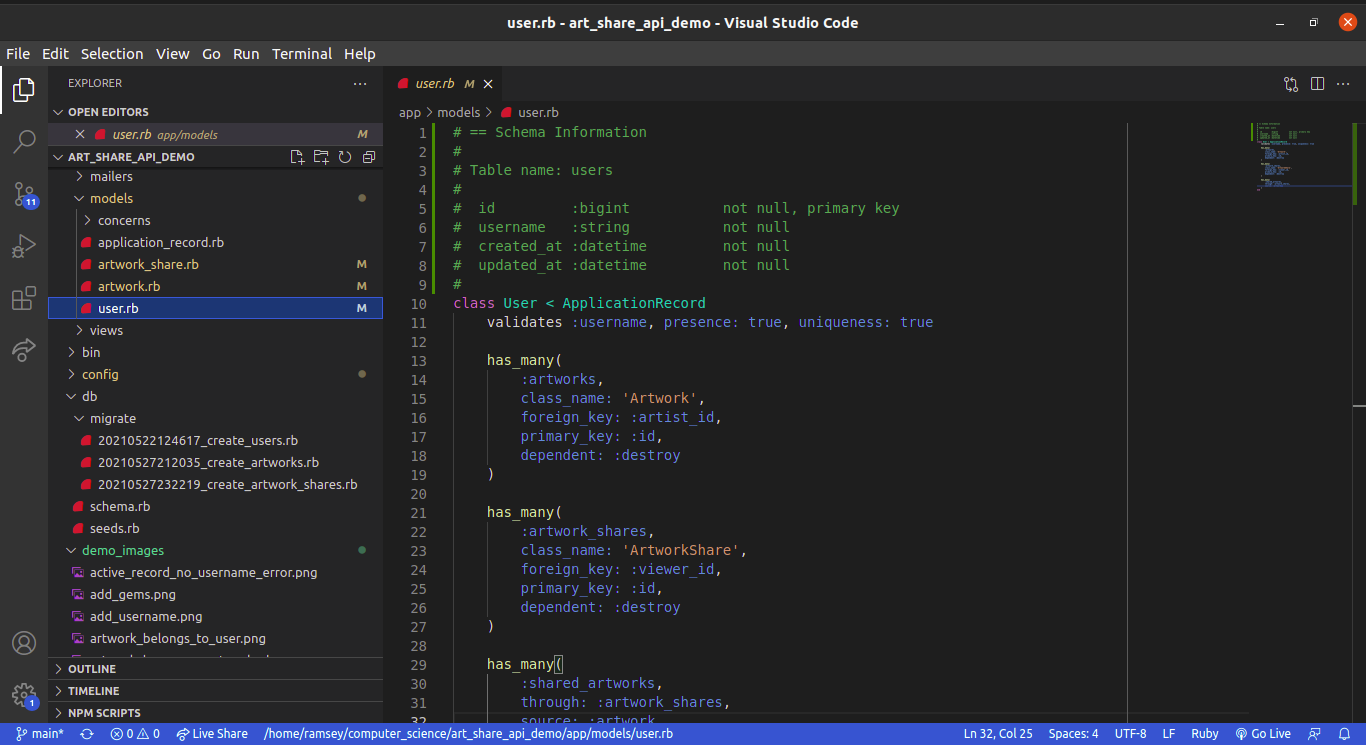 user.rb - art_share_api_demo - Visual Studio Code
File Edit Selection View Go Run Terminal Help
EXPLORER
OPEN EDITORS
user.rb app/models M
ART_SHARE_API_DEMO
mailers
models
concerns
application_record.rb
artwork_share.rb M
artwork.rb M
user.rb M
views
bin
config
db
migrate
20210522124617_create_users.rb
20210527212035_create_artworks.rb
20210527232219_create_artwork_shares.rb
schema.rb
seeds.rb
demo_images
active_record_no_username_error.png
add_gems.png
add_username.png
artwork_belongs_to_user.png
OUTLINE
TIMELINE
NPM SCRIPTS
11
1
user.rb M
app > models > user.rb
1 # == Schema Information
2 #
3 # Table name: users
4 #
5 #  id         :bigint           not null, primary key
6 #  username   :string           not null
7 #  created_at :datetime         not null
8 #  updated_at :datetime         not null
9 #
10 class User < ApplicationRecord
11     validates :username, presence: true, uniqueness: true
12
13     has_many(
14         :artworks,
15         class_name: 'Artwork',
16         foreign_key: :artist_id,
17         primary_key: :id,
18         dependent: :destroy
19     )
20
21     has_many(
22         :artwork_shares,
23         class_name: 'ArtworkShare',
24         foreign_key: :viewer_id,
25         primary_key: :id,
26         dependent: :destroy
27     )
28
29     has_many(
30         :shared_artworks,
31         through: :artwork_shares,
32         source: :artwork
main* 0 0 Live Share /home/ramsey/computer_science/art_share_api_demo/app/models/user.rb Ln 32, Col 25 Spaces: 4 UTF-8 LF Ruby Go Live